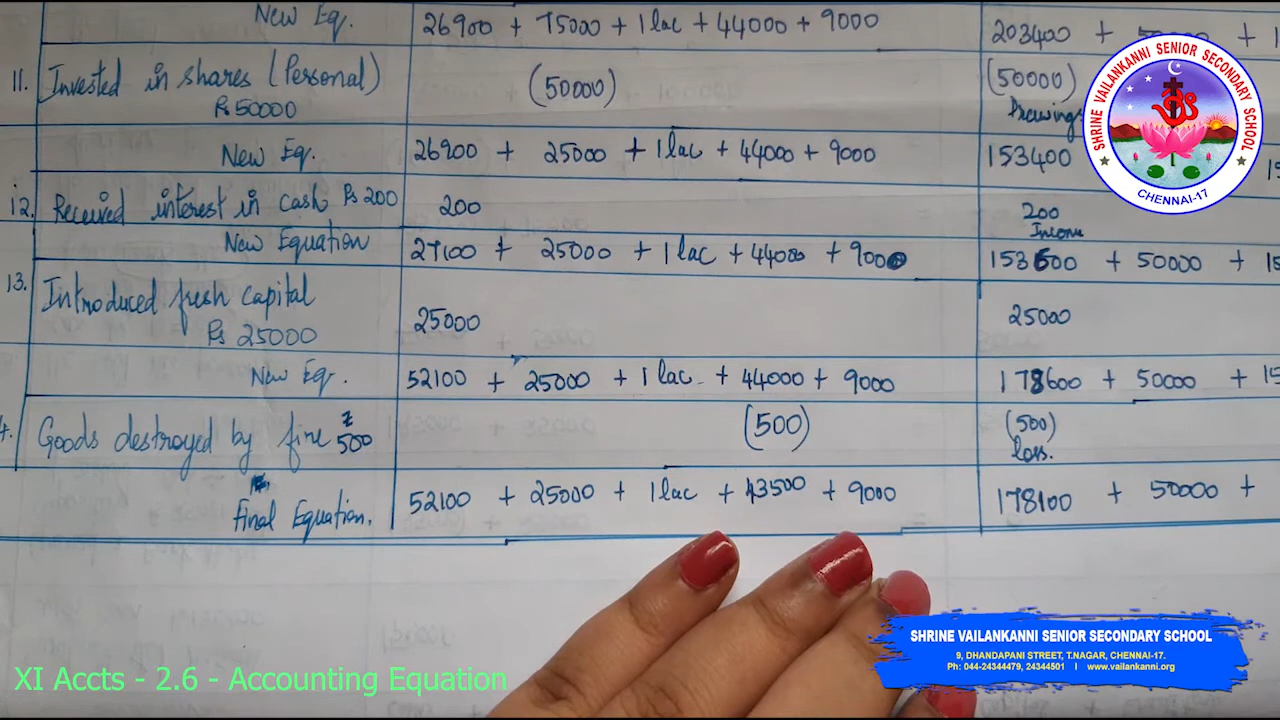 New Eq. 26900 + 75000 + 1 lac + 44000 + 9000 203400 +
11. Invested in shares (Personal) (50000) (50000)
Rs 50000 Drawings
New Eq. 26900 + 25000 + 1 lac + 44000 + 9000 153400
12. Received interest in cash Rs 200 200 200
Income
New Equation 27100 + 25000 + 1 lac + 44000 + 9000 153600 + 50000 + 15
13. Introduced fresh capital 25000 25000
Rs 25000
New Eq. 52100 + 25000 + 1 lac + 44000 + 9000 178600 + 50000 + 15
4. Goods destroyed by fire 500 (500) (500)
loss.
Final Equation. 52100 + 25000 + 1 lac + 43500 + 9000 178100 + 50000 +
SHRINE VAILANKANNI SENIOR SECONDARY SCHOOL
CHENNAI-17
SHRINE VAILANKANNI SENIOR SECONDARY SCHOOL
9, DHANDAPANI STREET, T.NAGAR, CHENNAI-17.
Ph: 044-24344479, 24344501 I www.vailankanni.org
XI Accts - 2.6 - Accounting Equation